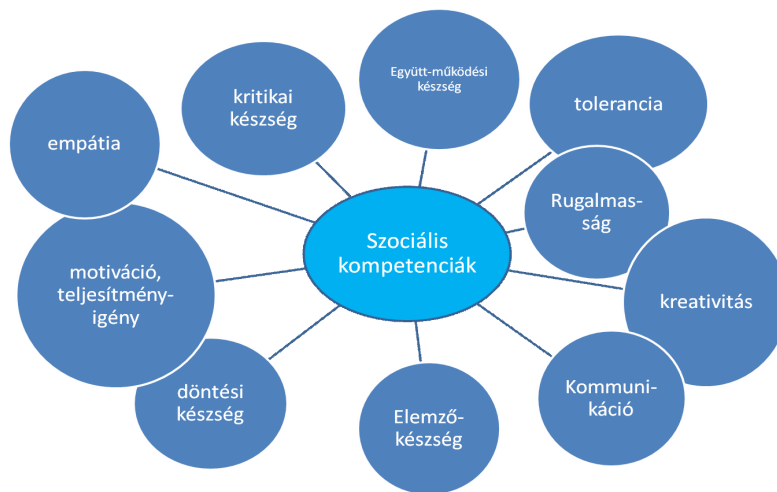 Együtt-működési
készség
kritikai
készség
tolerancia
empátia
Rugalmas-
ság
Szociális
kompetenciák
motiváció,
teljesítmény-
igény
kreativitás
döntési
készség
Elemző-
készség
Kommuni-
káció